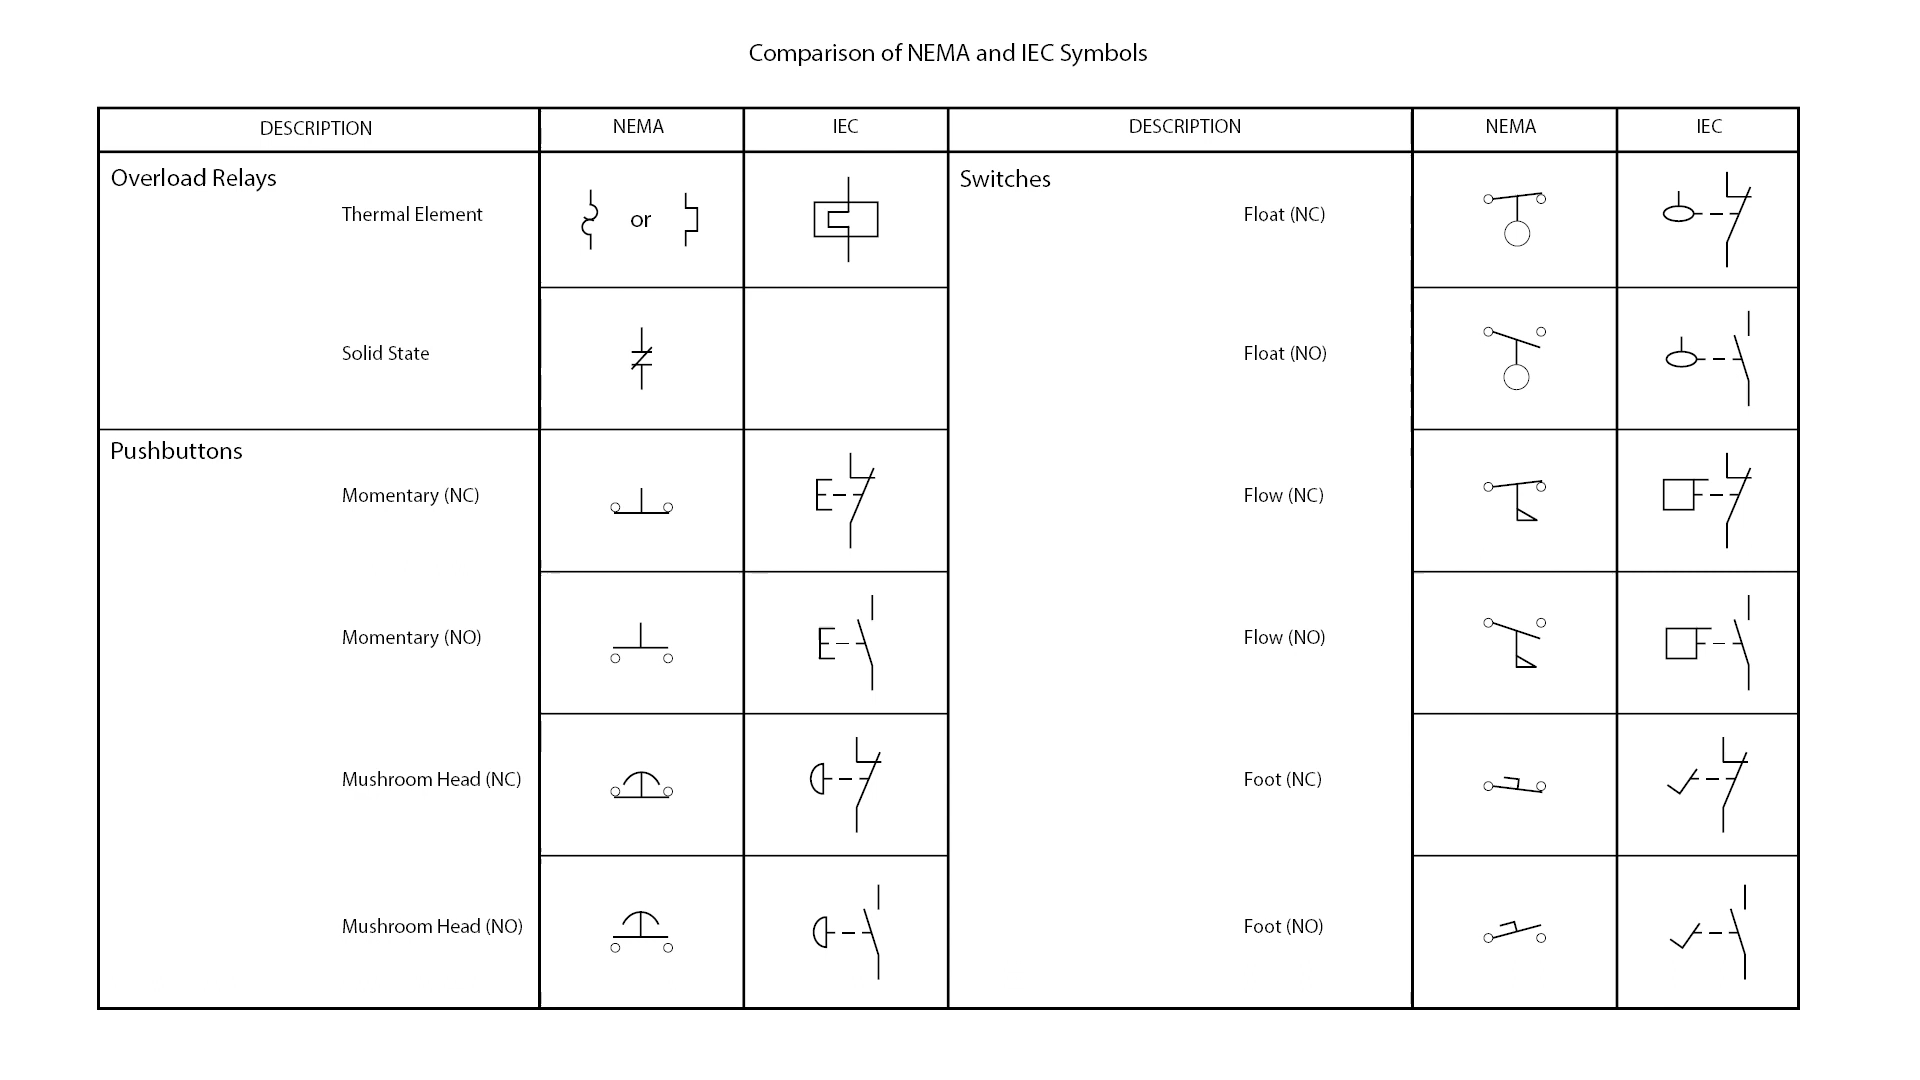 Comparison of NEMA and IEC Symbols
DESCRIPTION NEMA IEC DESCRIPTION NEMA IEC
Overload Relays
Thermal Element
or
Solid State
Pushbuttons
Momentary (NC)
Momentary (NO)
Mushroom Head (NC)
Mushroom Head (NO)
Switches
Float (NC)
Float (NO)
Flow (NC)
Flow (NO)
Foot (NC)
Foot (NO)